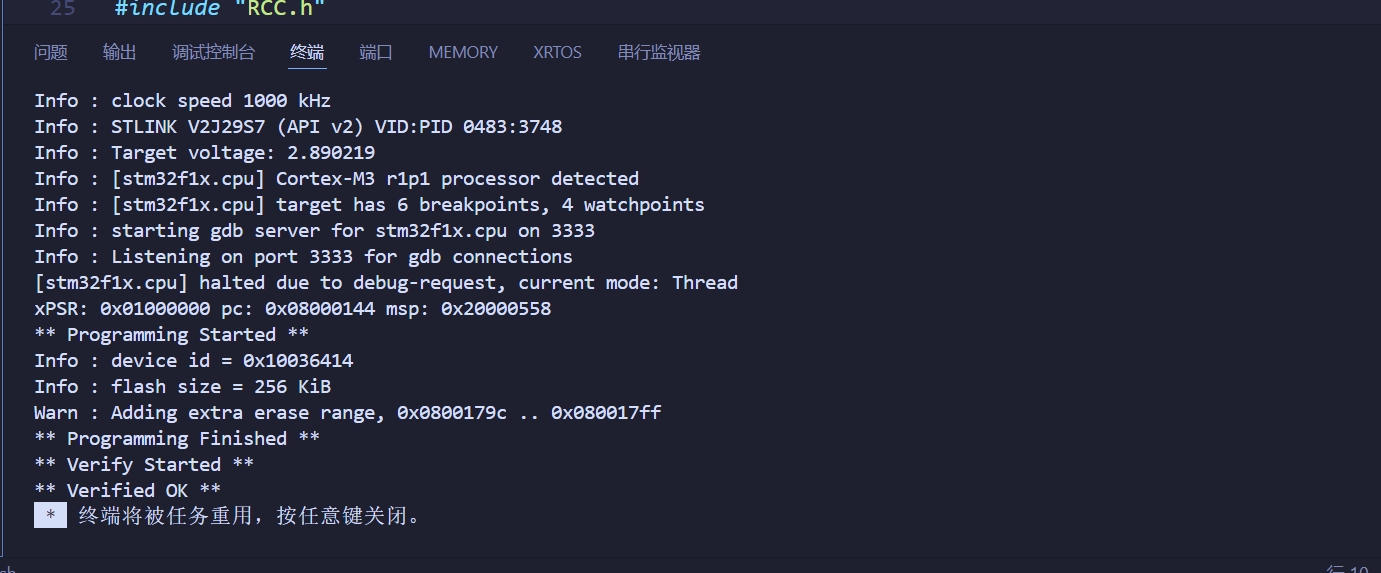 25 #include "RCC.h"
问题 输出 调试控制台 终端 端口 MEMORY XRTOS 串行监视器
Info : clock speed 1000 kHz
Info : STLINK V2J29S7 (API v2) VID:PID 0483:3748
Info : Target voltage: 2.890219
Info : [stm32f1x.cpu] Cortex-M3 r1p1 processor detected
Info : [stm32f1x.cpu] target has 6 breakpoints, 4 watchpoints
Info : starting gdb server for stm32f1x.cpu on 3333
Info : Listening on port 3333 for gdb connections
[stm32f1x.cpu] halted due to debug-request, current mode: Thread
xPSR: 0x01000000 pc: 0x08000144 msp: 0x20000558
** Programming Started **
Info : device id = 0x10036414
Info : flash size = 256 KiB
Warn : Adding extra erase range, 0x0800179c .. 0x080017ff
** Programming Finished **
** Verify Started **
** Verified OK **
* 终端将被任务重用，按任意键关闭。